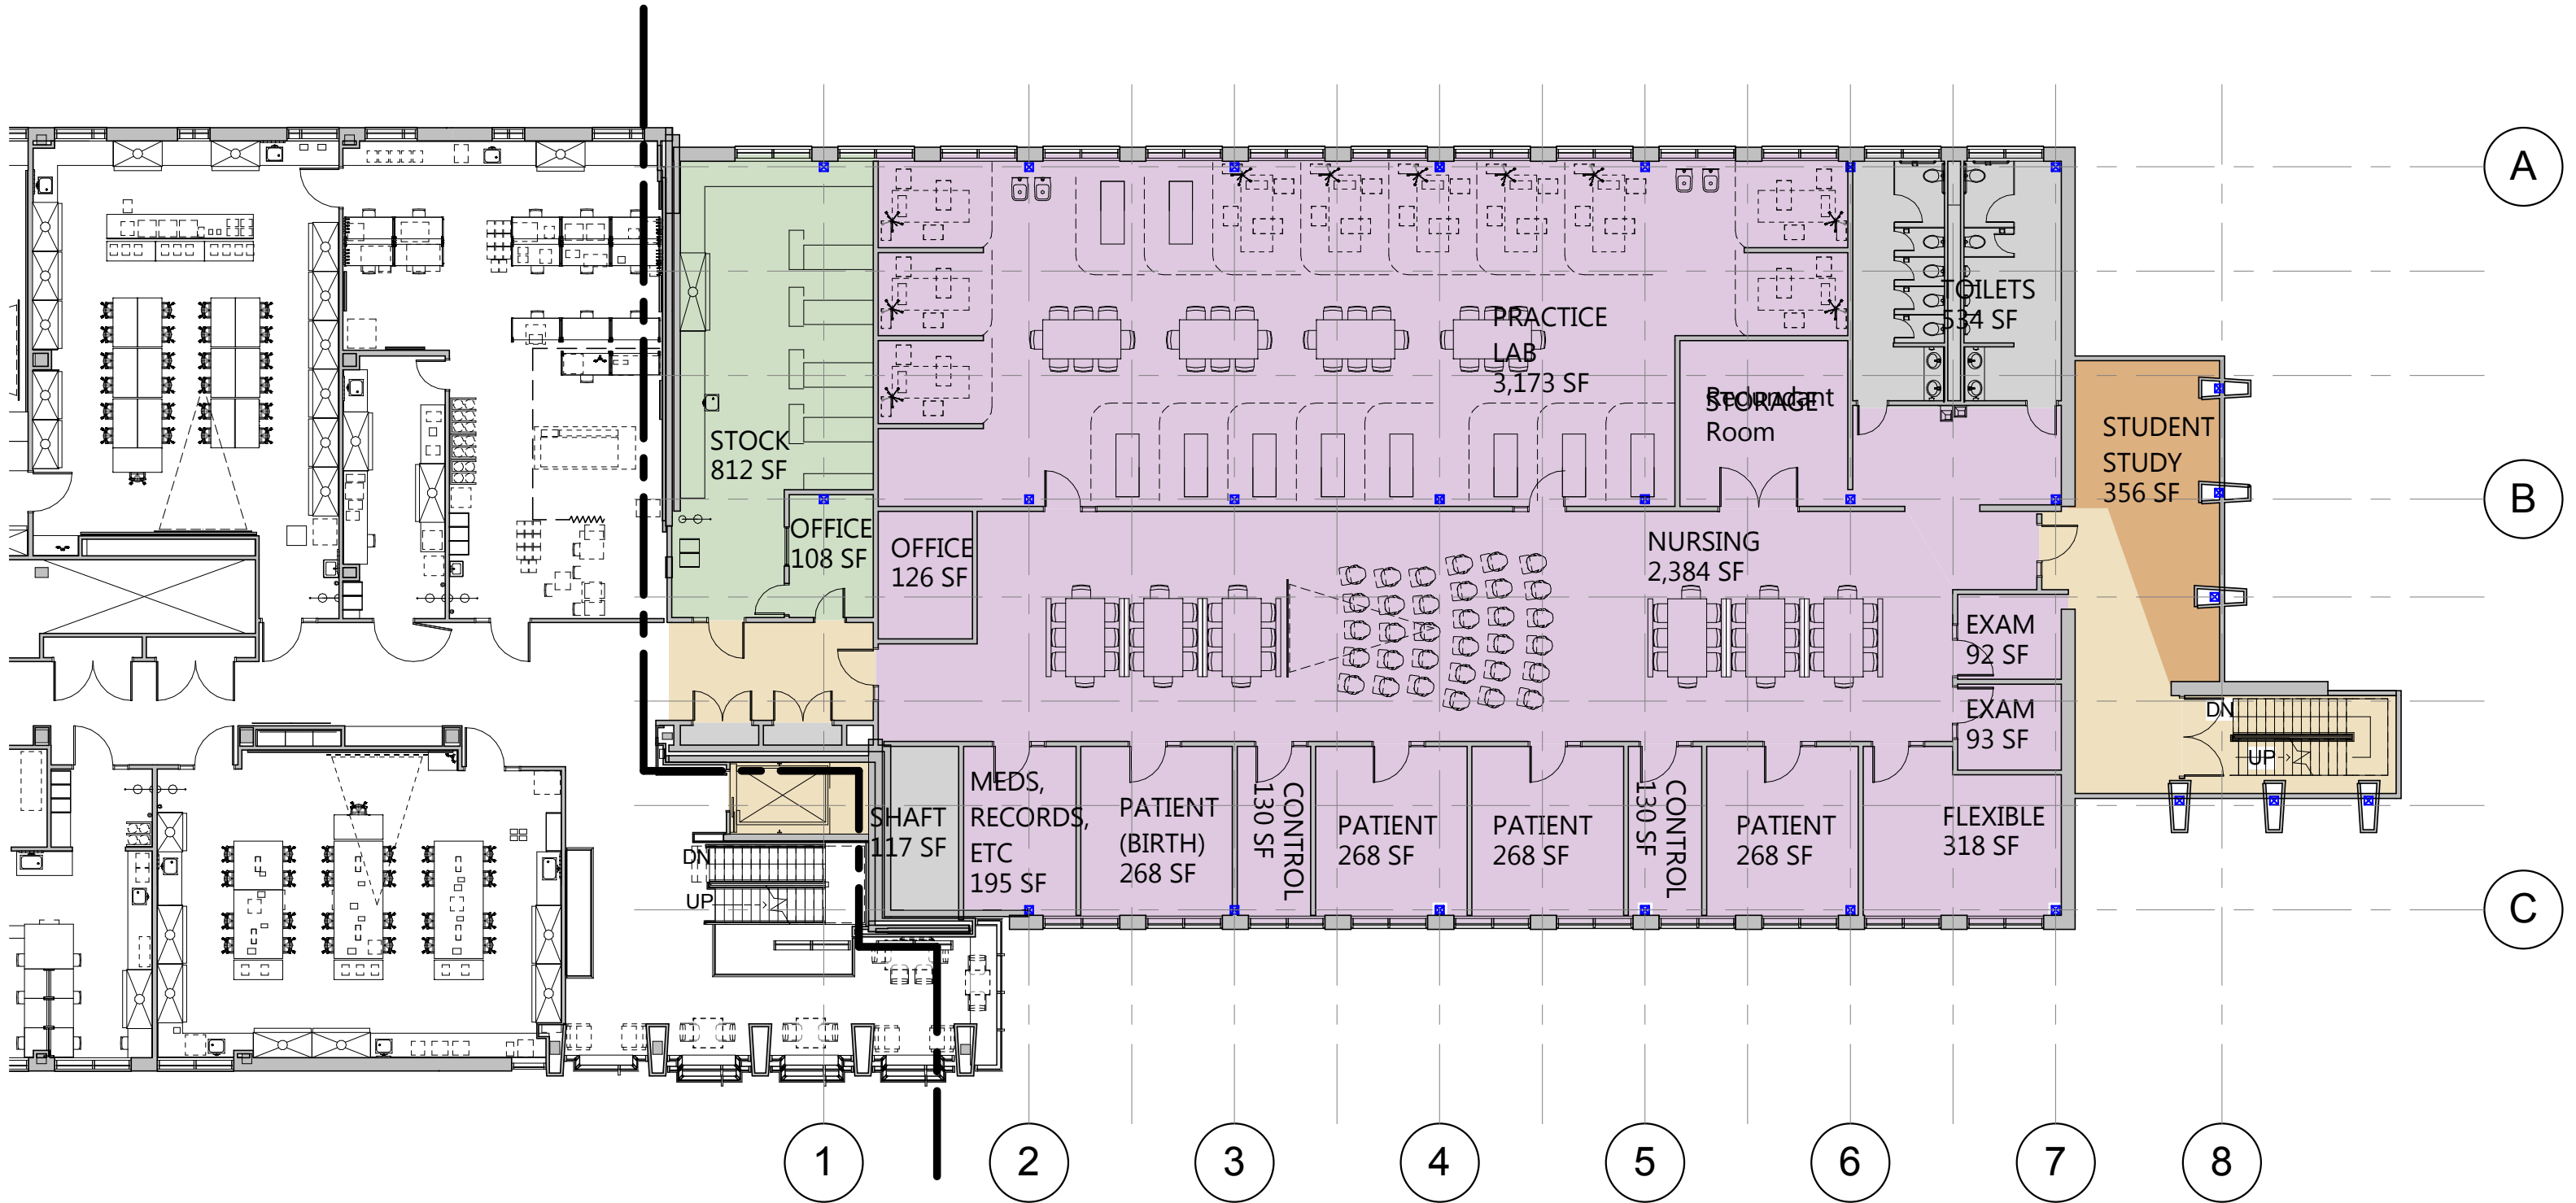 A
TOILETS
534 SF
PRACTICE
LAB
3,173 SF
Redundant
STORAGE
Room
STOCK
812 SF
STUDENT
STUDY
356 SF
B
OFFICE
108 SF
OFFICE
126 SF
NURSING
2,384 SF
EXAM
92 SF
EXAM
93 SF
DN
UP
MEDS,
RECORDS,
ETC
195 SF
SHAFT
117 SF
PATIENT
(BIRTH)
268 SF
CONTROL
130 SF
PATIENT
268 SF
PATIENT
268 SF
CONTROL
130 SF
PATIENT
268 SF
FLEXIBLE
318 SF
DN
UP
C
1
2
3
4
5
6
7
8